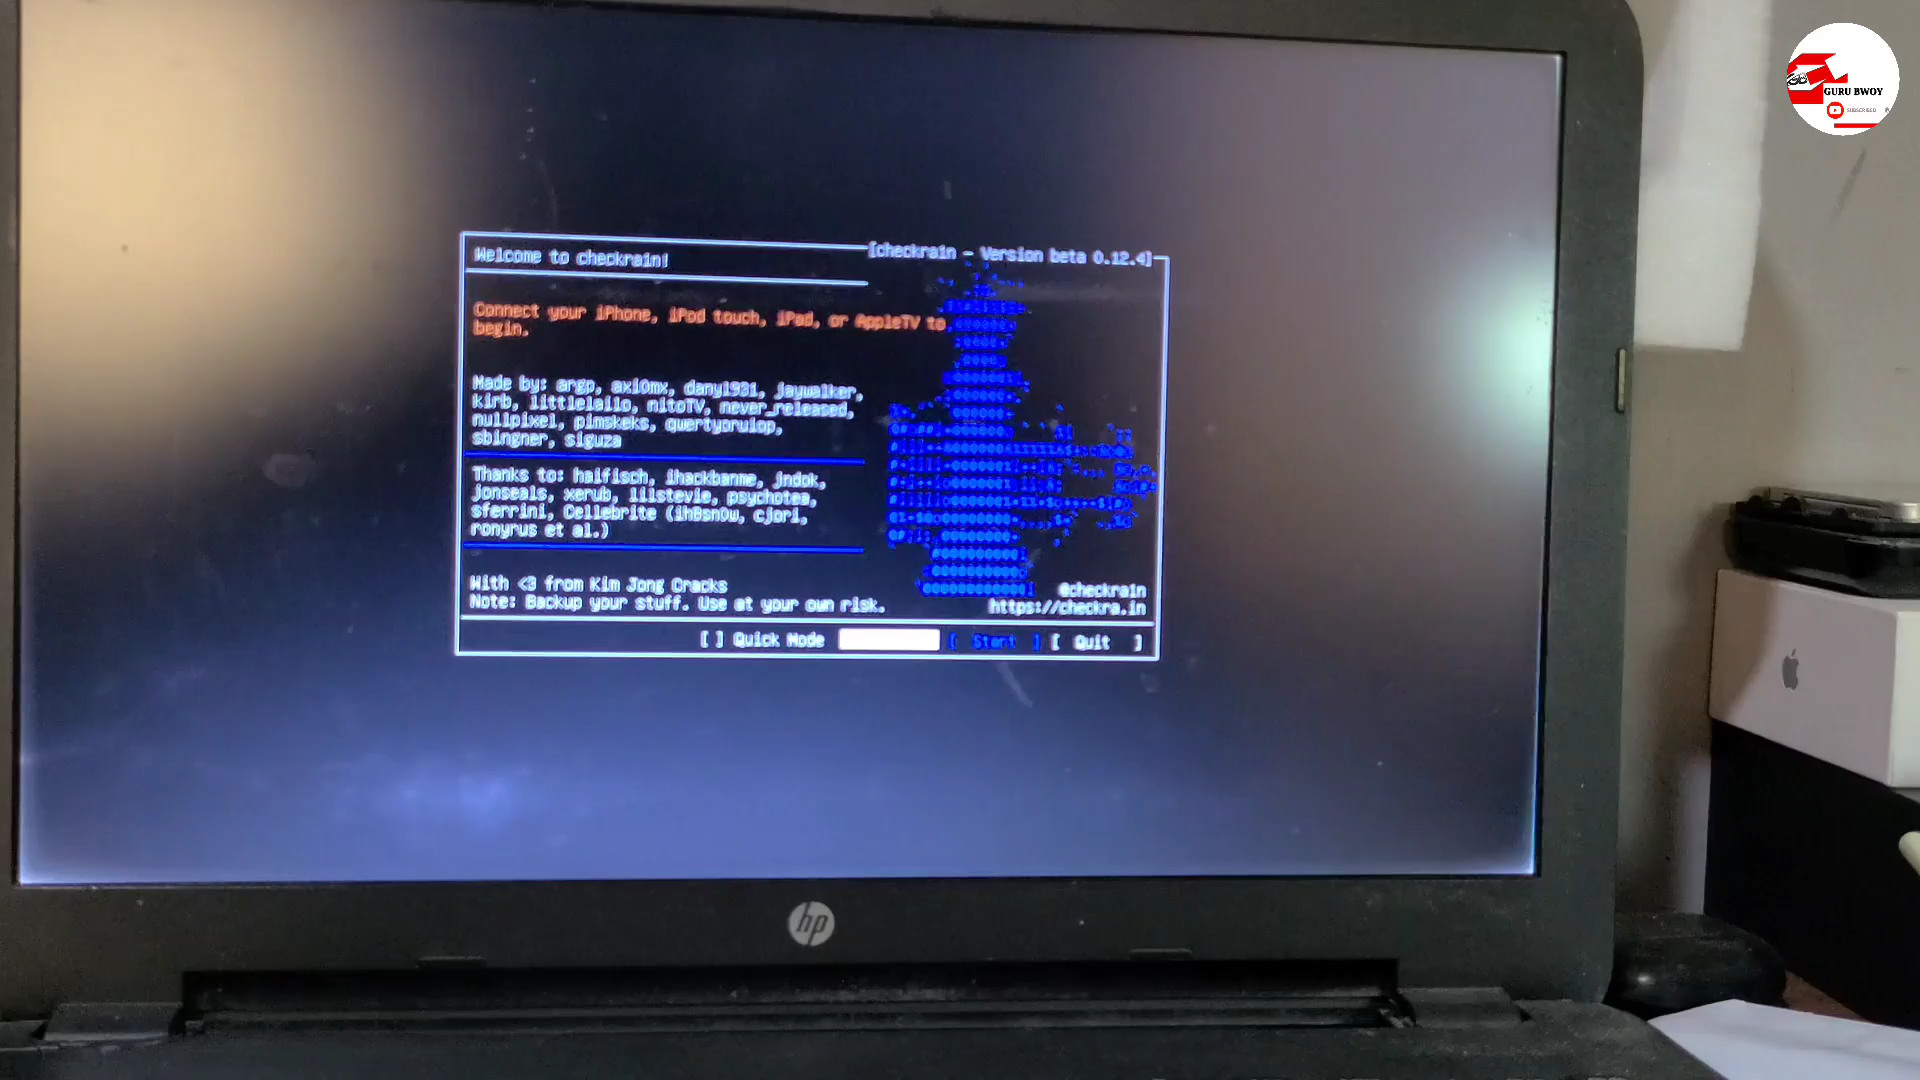 GURU BWOY
SUBSCRIBED
[checkra1n - Version beta 0.12.4]
Welcome to checkra1n!
Connect your iPhone, iPod touch, iPad, or AppleTV to
begin.
Made by: argp, axi0mx, danyl931, jaywalker,
kirb, littlelailo, nitoTV, never_released,
nullpixel, pimskeks, qwertyoruiop,
sbingner, siguza
Thanks to: haifisch, ihackbanme, jndok,
jonseals, xerub, lilstevie, psychotea,
sferrini, Cellebrite (ih8sn0w, cjori,
ronyrus et al.)
With <3 from Kim Jong Cracks
Note: Backup your stuff. Use at your own risk.
@checkra1n
https://checkra.in
[ ] Quick Mode [ Start ] [ Quit ]
hp